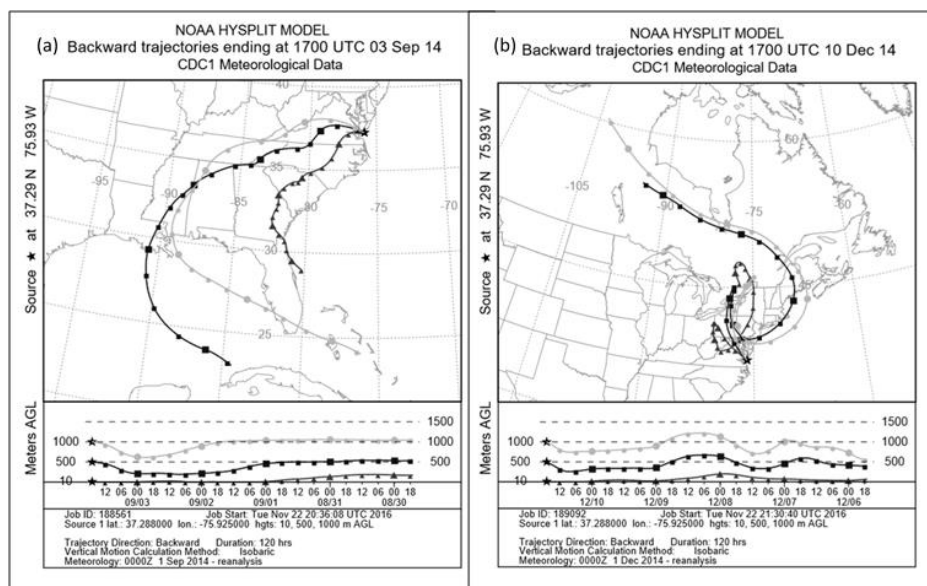 (a)
NOAA HYSPLIT MODEL
Backward trajectories ending at 1700 UTC 03 Sep 14
CDC1 Meteorological Data
Source ★ at 37.29 N 75.93 W
40
-95
35
-85
-80
-75
-70
30
25
Meters AGL
1500
1000 1000
500 500
10
12 06 00 18 12 06 00 18 12 06 00 18 12 06 00 18 12 06 00 18
09/03 09/02 09/01 08/31 08/30
Job ID: 188561 Job Start: Tue Nov 22 20:36:08 UTC 2016
Source 1 lat.: 37.288000 lon.: -75.925000 hgts: 10, 500, 1000 m AGL
Trajectory Direction: Backward Duration: 120 hrs
Vertical Motion Calculation Method: Isobaric
Meteorology: 0000Z 1 Sep 2014 - reanalysis
(b)
NOAA HYSPLIT MODEL
Backward trajectories ending at 1700 UTC 10 Dec 14
CDC1 Meteorological Data
Source ★ at 37.29 N 75.93 W
60
-105
-90
-75
-60
Meters AGL
1500
1000 1000
500 500
10
12 06 00 18 12 06 00 18 12 06 00 18 12 06 00 18 12 06 00 18
12/10 12/09 12/08 12/07 12/06
Job ID: 189092 Job Start: Tue Nov 22 21:30:40 UTC 2016
Source 1 lat.: 37.288000 lon.: -75.925000 hgts: 10, 500, 1000 m AGL
Trajectory Direction: Backward Duration: 120 hrs
Vertical Motion Calculation Method: Isobaric
Meteorology: 0000Z 1 Dec 2014 - reanalysis